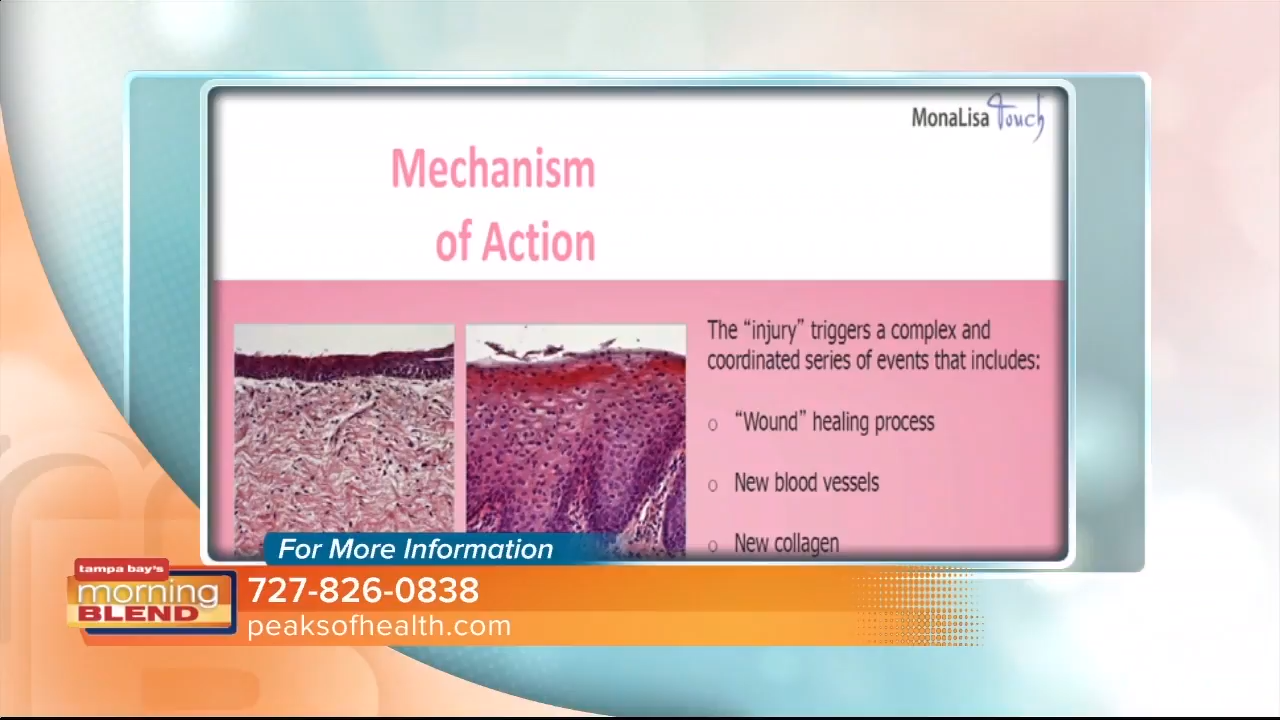 MonaLisa Touch
Mechanism
of Action
The “injury” triggers a complex and
coordinated series of events that includes:
o “Wound” healing process
o New blood vessels
o New collagen
For More Information
tampa bay's
morning
BLEND
727-826-0838
peaksofhealth.com